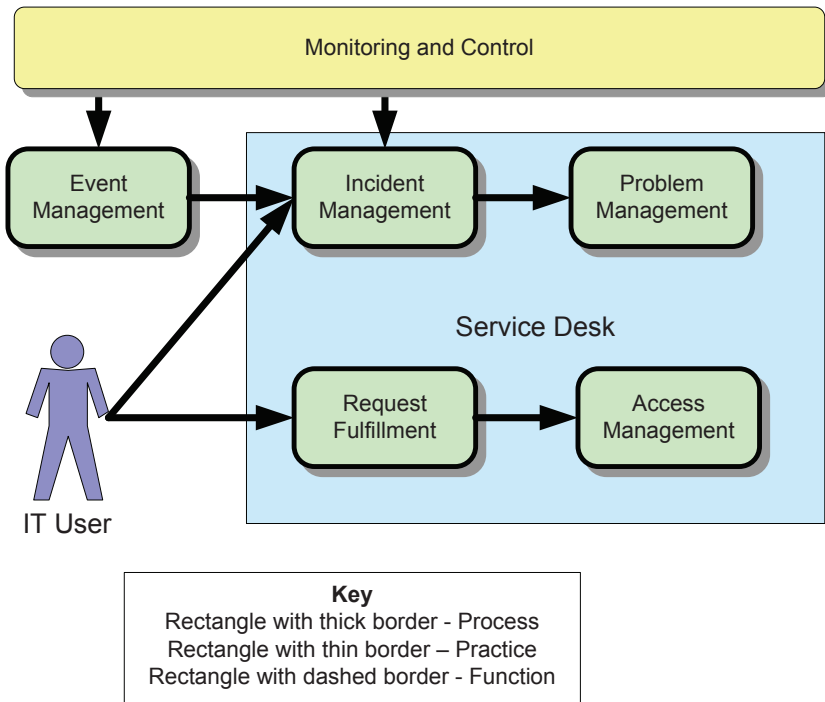 Monitoring and Control
Event
Management
Incident
Management
Problem
Management
Service Desk
Request
Fulfillment
Access
Management
IT User
Key
Rectangle with thick border - Process
Rectangle with thin border – Practice
Rectangle with dashed border - Function